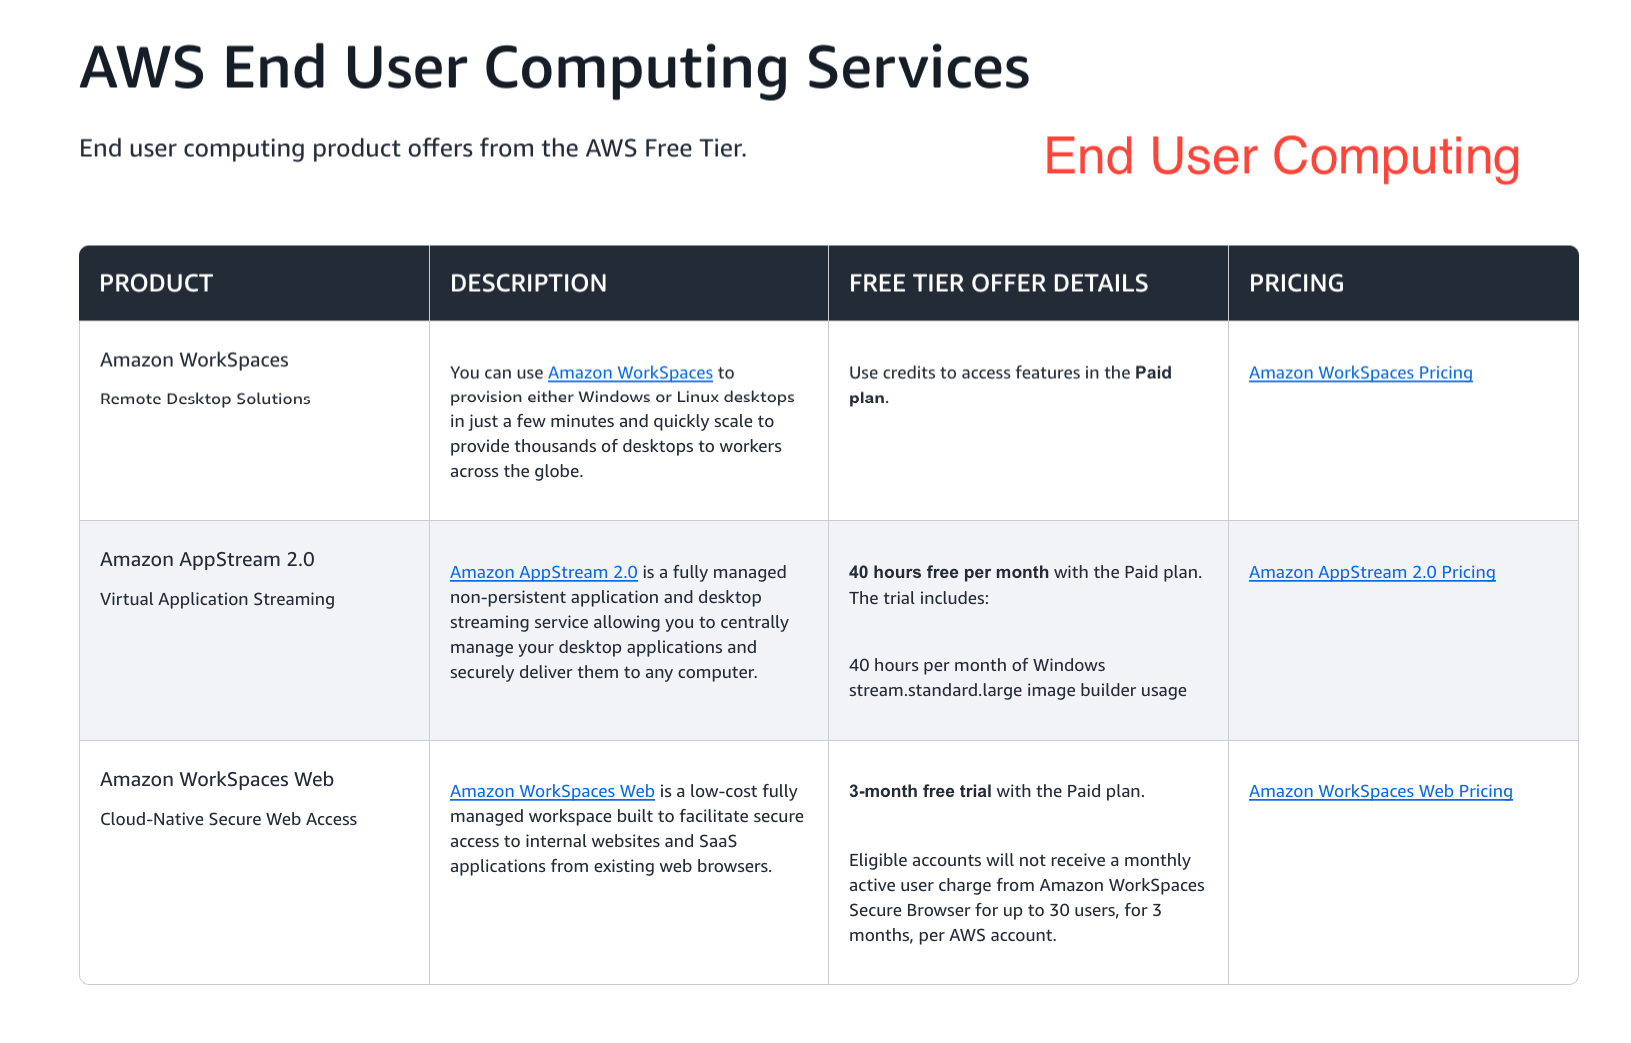 AWS End User Computing Services
End user computing product offers from the AWS Free Tier.
End User Computing
PRODUCT
DESCRIPTION
FREE TIER OFFER DETAILS
PRICING
Amazon WorkSpaces
Remote Desktop Solutions
You can use Amazon WorkSpaces to
provision either Windows or Linux desktops
in just a few minutes and quickly scale to
provide thousands of desktops to workers
across the globe.
Use credits to access features in the Paid
plan.
Amazon WorkSpaces Pricing
Amazon AppStream 2.0
Virtual Application Streaming
Amazon AppStream 2.0 is a fully managed
non-persistent application and desktop
streaming service allowing you to centrally
manage your desktop applications and
securely deliver them to any computer.
40 hours free per month with the Paid plan.
The trial includes:
40 hours per month of Windows
stream.standard.large image builder usage
Amazon AppStream 2.0 Pricing
Amazon WorkSpaces Web
Cloud-Native Secure Web Access
Amazon WorkSpaces Web is a low-cost fully
managed workspace built to facilitate secure
access to internal websites and SaaS
applications from existing web browsers.
3-month free trial with the Paid plan.
Eligible accounts will not receive a monthly
active user charge from Amazon WorkSpaces
Secure Browser for up to 30 users, for 3
months, per AWS account.
Amazon WorkSpaces Web Pricing